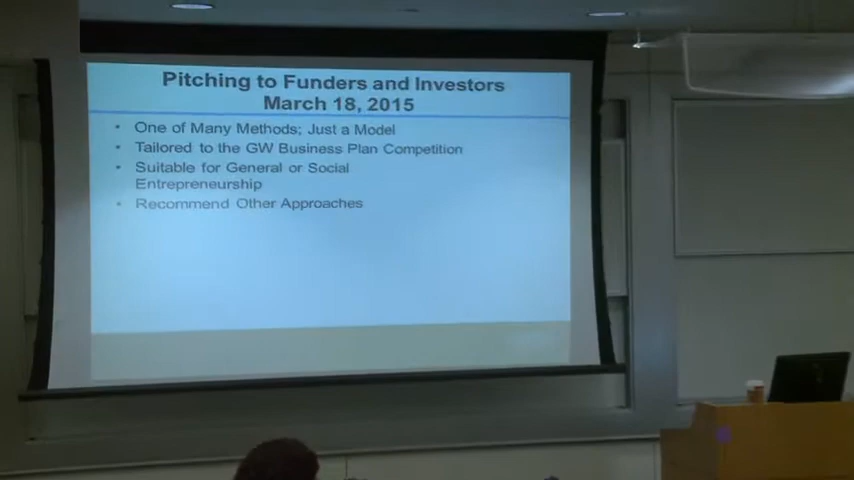 Pitching to Funders and Investors
March 18, 2015
• One of Many Methods; Just a Model
• Tailored to the GW Business Plan Competition
• Suitable for General or Social
Entrepreneurship
• Recommend Other Approaches